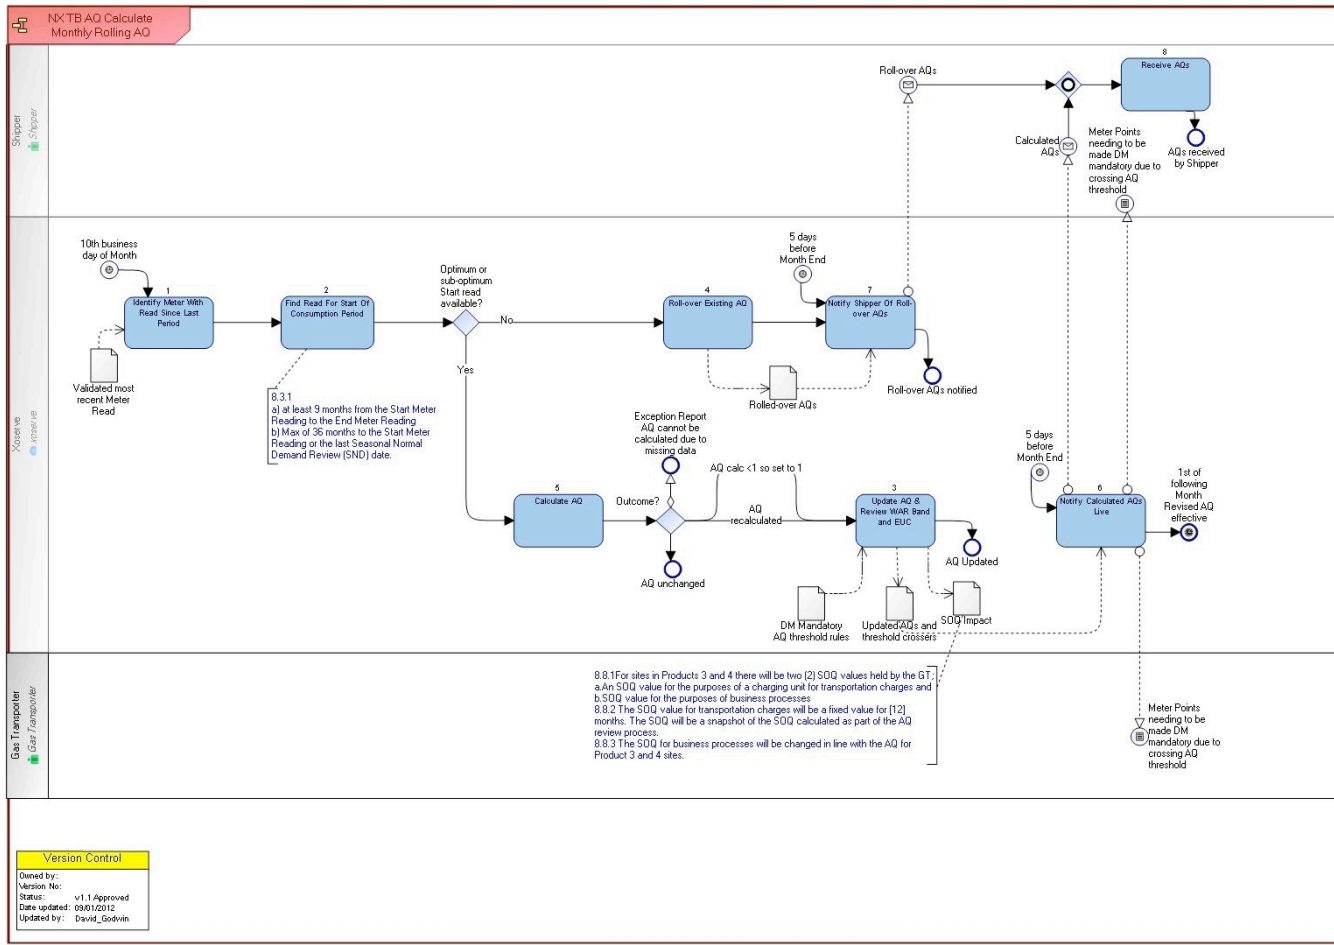 NX TB AQ Calculate
Monthly Rolling AQ
Shipper
Shipper
Roll-over AQs
8
Receive AQs
Calculated
AQs
Meter Points
needing to be
made DM
mandatory due to
crossing AQ
threshold
AQs received
by Shipper
Xoserve
xoserve
10th business
day of Month
1
Identify Meter With
Read Since Last
Period
Validated most
recent Meter
Read
2
Find Read For Start Of
Consumption Period
8.3.1
a) at least 9 months from the Start Meter
Reading to the End Meter Reading
b) Max of 36 months to the Start Meter
Reading or the last Seasonal Normal
Demand Review (SND) date.
Optimum or
sub-optimum
Start read
available?
No
Yes
4
Roll-over Existing AQ
Rolled-over AQs
5 days
before
Month End
7
Notify Shipper Of Roll-
over AQs
Roll-over AQs notified
5
Calculate AQ
Exception Report
AQ cannot be
calculated due to
missing data
Outcome?
AQ unchanged
AQ calc <1 so set to 1
AQ
recalculated
3
Update AQ &
Review WAR Band
and EUC
AQ Updated
DM Mandatory
AQ threshold rules
Updated AQs and
threshold crossers
SOQ Impact
5 days
before
Month End
6
Notify Calculated AQs
Live
1st of
following
Month
Revised AQ
effective
Gas Transporter
Gas Transporter
8.8.1For sites in Products 3 and 4 there will be two (2) SOQ values held by the GT;
a.An SOQ value for the purposes of a charging unit for transportation charges and
b.SOQ value for the purposes of business processes
8.8.2 The SOQ value for transportation charges will be a fixed value for [12]
months. The SOQ will be a snapshot of the SOQ calculated as part of the AQ
review process.
8.8.3 The SOQ for business processes will be changed in line with the AQ for
Product 3 and 4 sites.
Meter Points
needing to be
made DM
mandatory due to
crossing AQ
threshold
Version Control
Owned by:
Version No:
Status: v1.1 Approved
Date updated: 09/01/2012
Updated by: David_Godwin